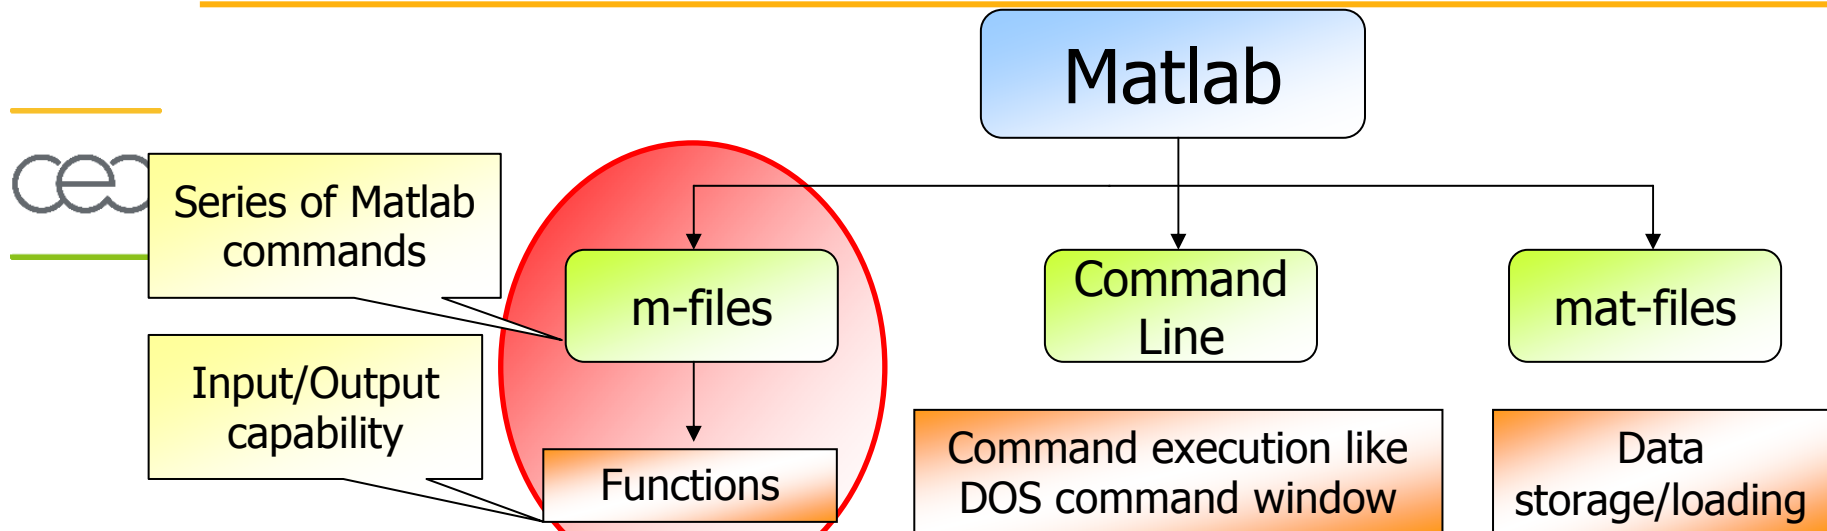 Matlab
ceo
Series of Matlab
commands
m-files
Command
Line
mat-files
Input/Output
capability
Functions
Command execution like
DOS command window
Data
storage/loading